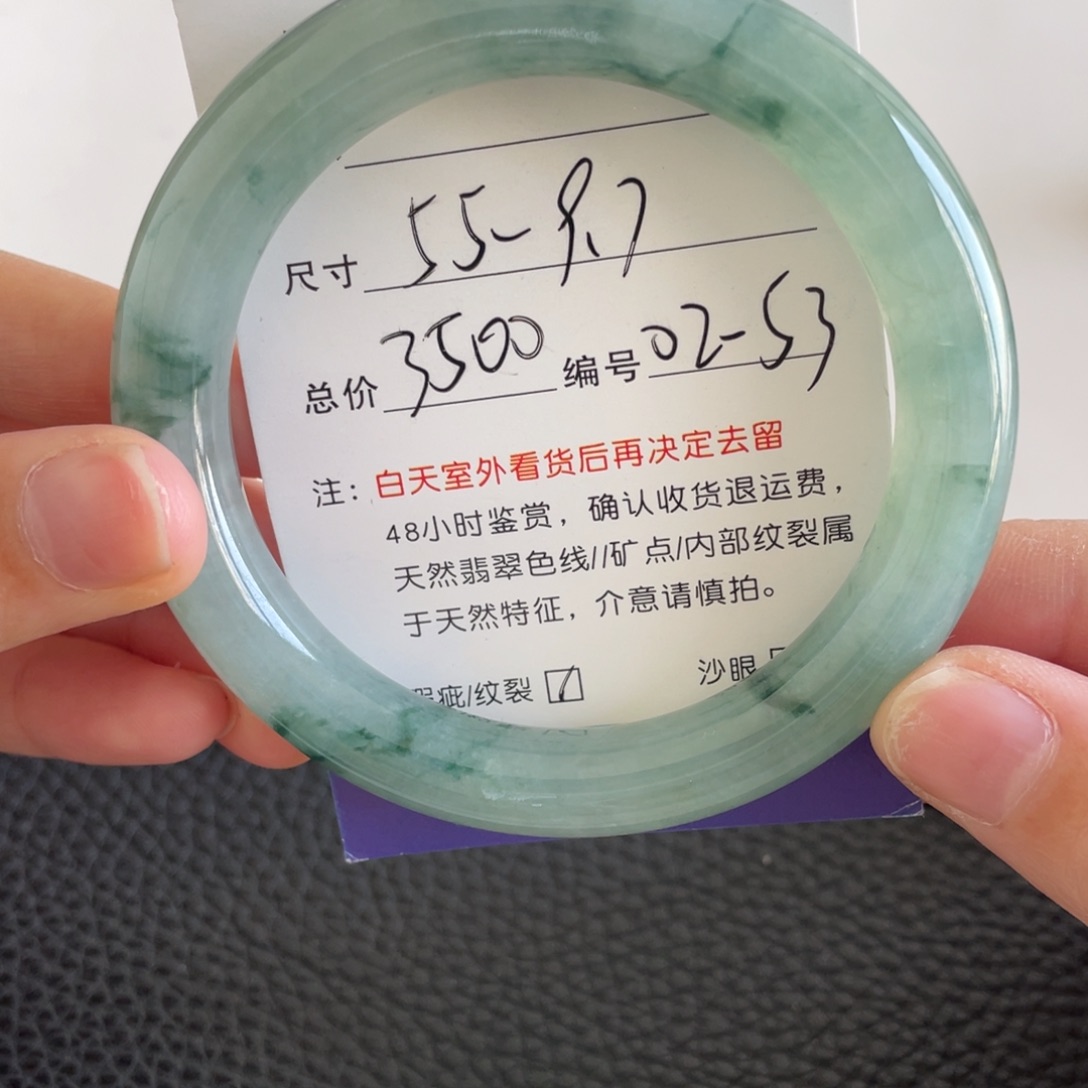 尺寸 55-9.7
总价 3500 编号 02-53
注：白天室外看货后再决定去留
48小时鉴赏，确认收货退运费，
天然翡翠色线//矿点/内部纹裂属
于天然特征，介意请慎拍。
瑕疵/纹裂 沙眼